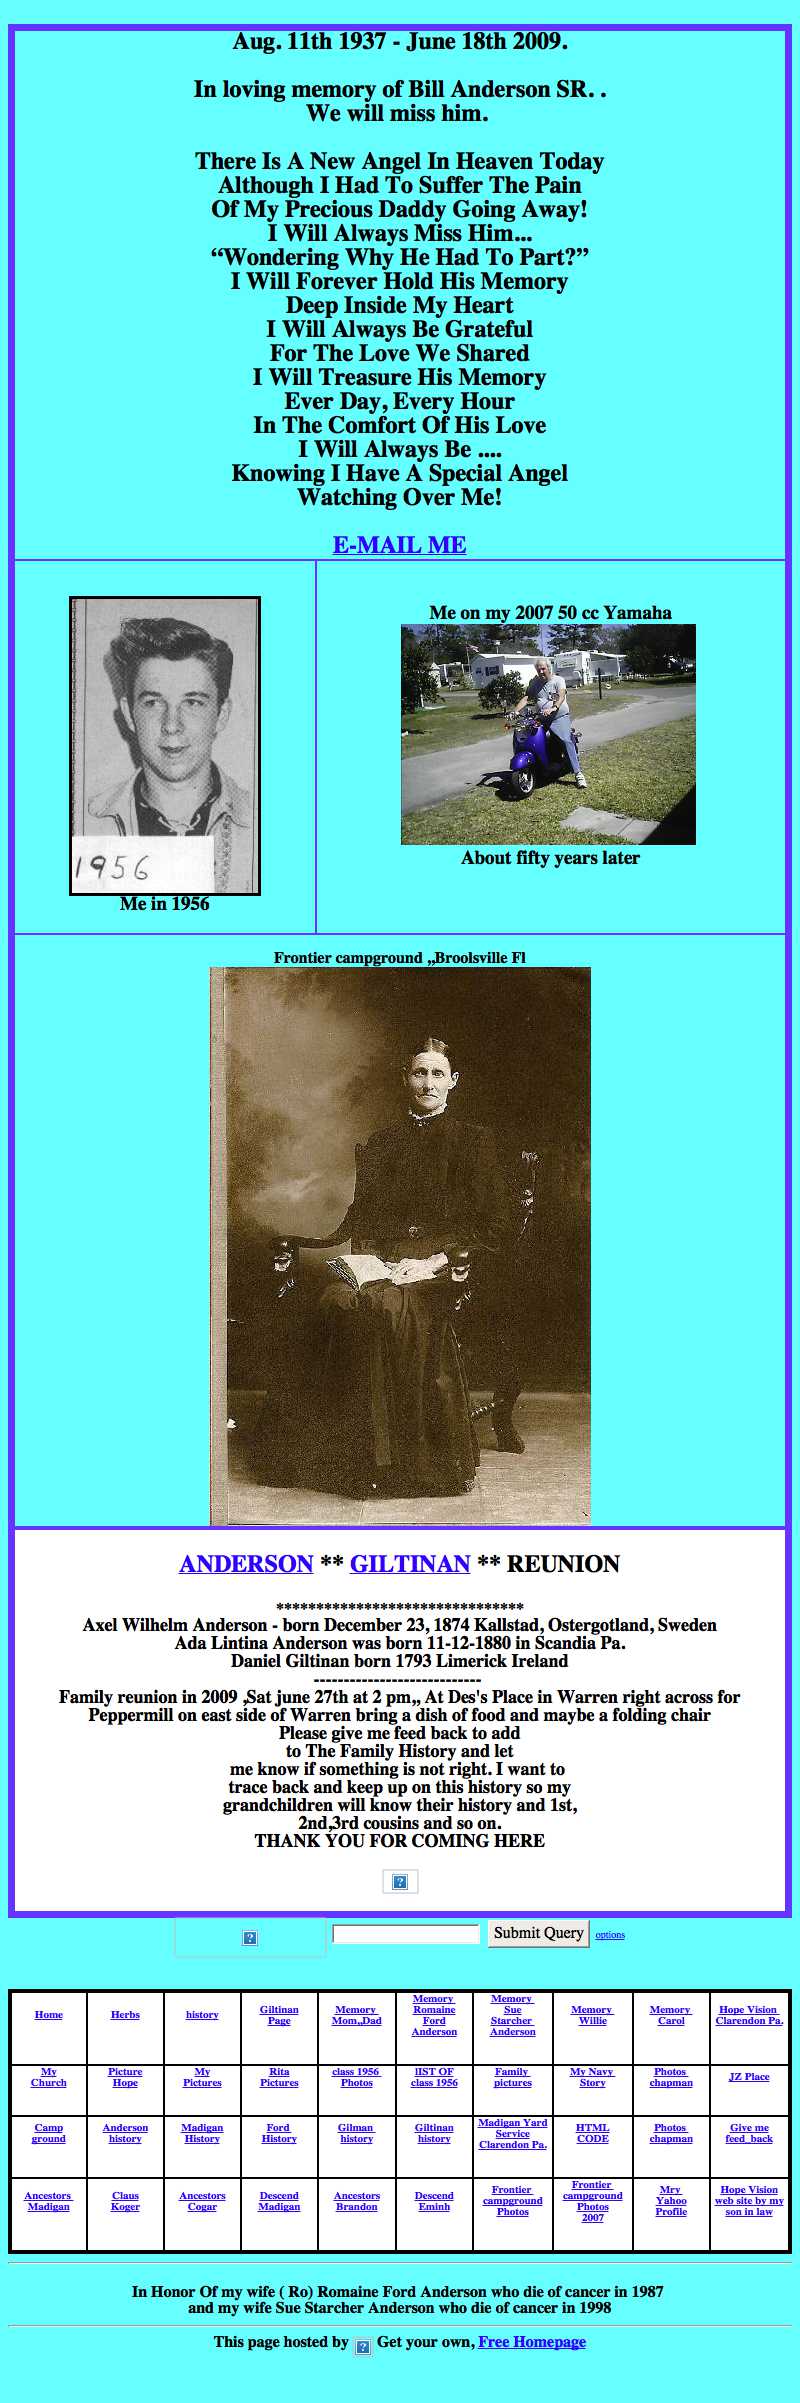 Aug. 11th 1937 - June 18th 2009.
In loving memory of Bill Anderson SR. .
We will miss him.
There Is A New Angel In Heaven Today
Although I Had To Suffer The Pain
Of My Precious Daddy Going Away!
I Will Always Miss Him...
“Wondering Why He Had To Part?”
I Will Forever Hold His Memory
Deep Inside My Heart
I Will Always Be Grateful
For The Love We Shared
I Will Treasure His Memory
Ever Day, Every Hour
In The Comfort Of His Love
I Will Always Be ....
Knowing I Have A Special Angel
Watching Over Me!
E-MAIL ME
1956
Me in 1956
Me on my 2007 50 cc Yamaha
About fifty years later
Frontier campground ,,Broolsville Fl
ANDERSON ** GILTINAN ** REUNION
*******************************
Axel Wilhelm Anderson - born December 23, 1874 Kallstad, Ostergotland, Sweden
Ada Lintina Anderson was born 11-12-1880 in Scandia Pa.
Daniel Giltinan born 1793 Limerick Ireland
----------------------------
Family reunion in 2009 ,Sat june 27th at 2 pm,, At Des's Place in Warren right across for
Peppermill on east side of Warren bring a dish of food and maybe a folding chair
Please give me feed back to add
to The Family History and let
me know if something is not right. I want to
trace back and keep up on this history so my
grandchildren will know their history and 1st,
2nd,3rd cousins and so on.
THANK YOU FOR COMING HERE
Submit Query options
Home
Herbs
history
Giltinan
Page
Memory
Mom,,Dad
Memory
Romaine
Ford
Anderson
Memory
Sue
Starcher
Anderson
Memory
Willie
Memory
Carol
Hope Vision
Clarendon Pa.
My
Church
Picture
Hope
My
Pictures
Rita
Pictures
class 1956
Photos
lIST OF
class 1956
Family
pictures
My Navy
Story
Photos
chapman
JZ Place
Camp
ground
Anderson
history
Madigan
History
Ford
History
Gilman
history
Giltinan
history
Madigan Yard
Service
Clarendon Pa.
HTML
CODE
Photos
chapman
Give me
feed_back
Ancestors
Madigan
Claus
Koger
Ancestors
Cogar
Descend
Madigan
Ancestors
Brandon
Descend
Eminh
Frontier
campground
Photos
Frontier
campground
Photos
2007
Mry
Yahoo
Profile
Hope Vision
web site by my
son in law
In Honor Of my wife ( Ro) Romaine Ford Anderson who die of cancer in 1987
and my wife Sue Starcher Anderson who die of cancer in 1998
This page hosted by Get your own, Free Homepage